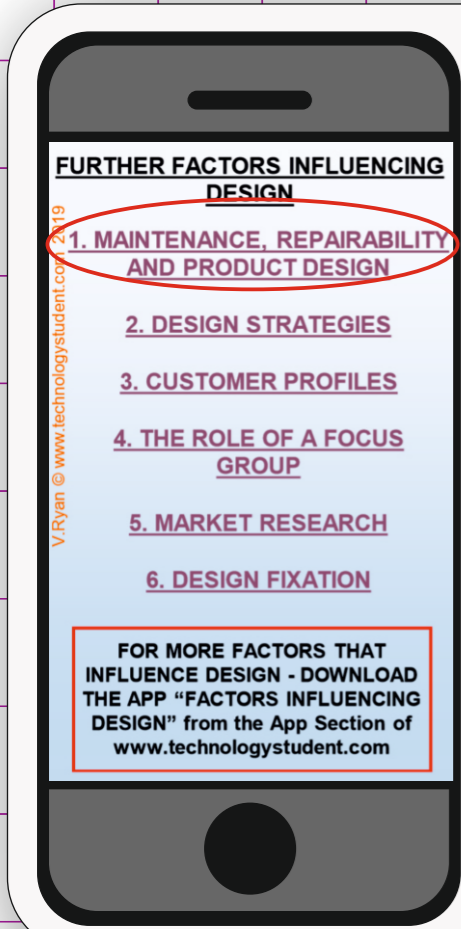 FURTHER FACTORS INFLUENCING
DESIGN
1. MAINTENANCE, REPAIRABILITY
AND PRODUCT DESIGN
2. DESIGN STRATEGIES
3. CUSTOMER PROFILES
4. THE ROLE OF A FOCUS
GROUP
5. MARKET RESEARCH
6. DESIGN FIXATION
FOR MORE FACTORS THAT
INFLUENCE DESIGN - DOWNLOAD
THE APP “FACTORS INFLUENCING
DESIGN” from the App Section of
www.technologystudent.com
V.Ryan © www.technologystudent.com 2019